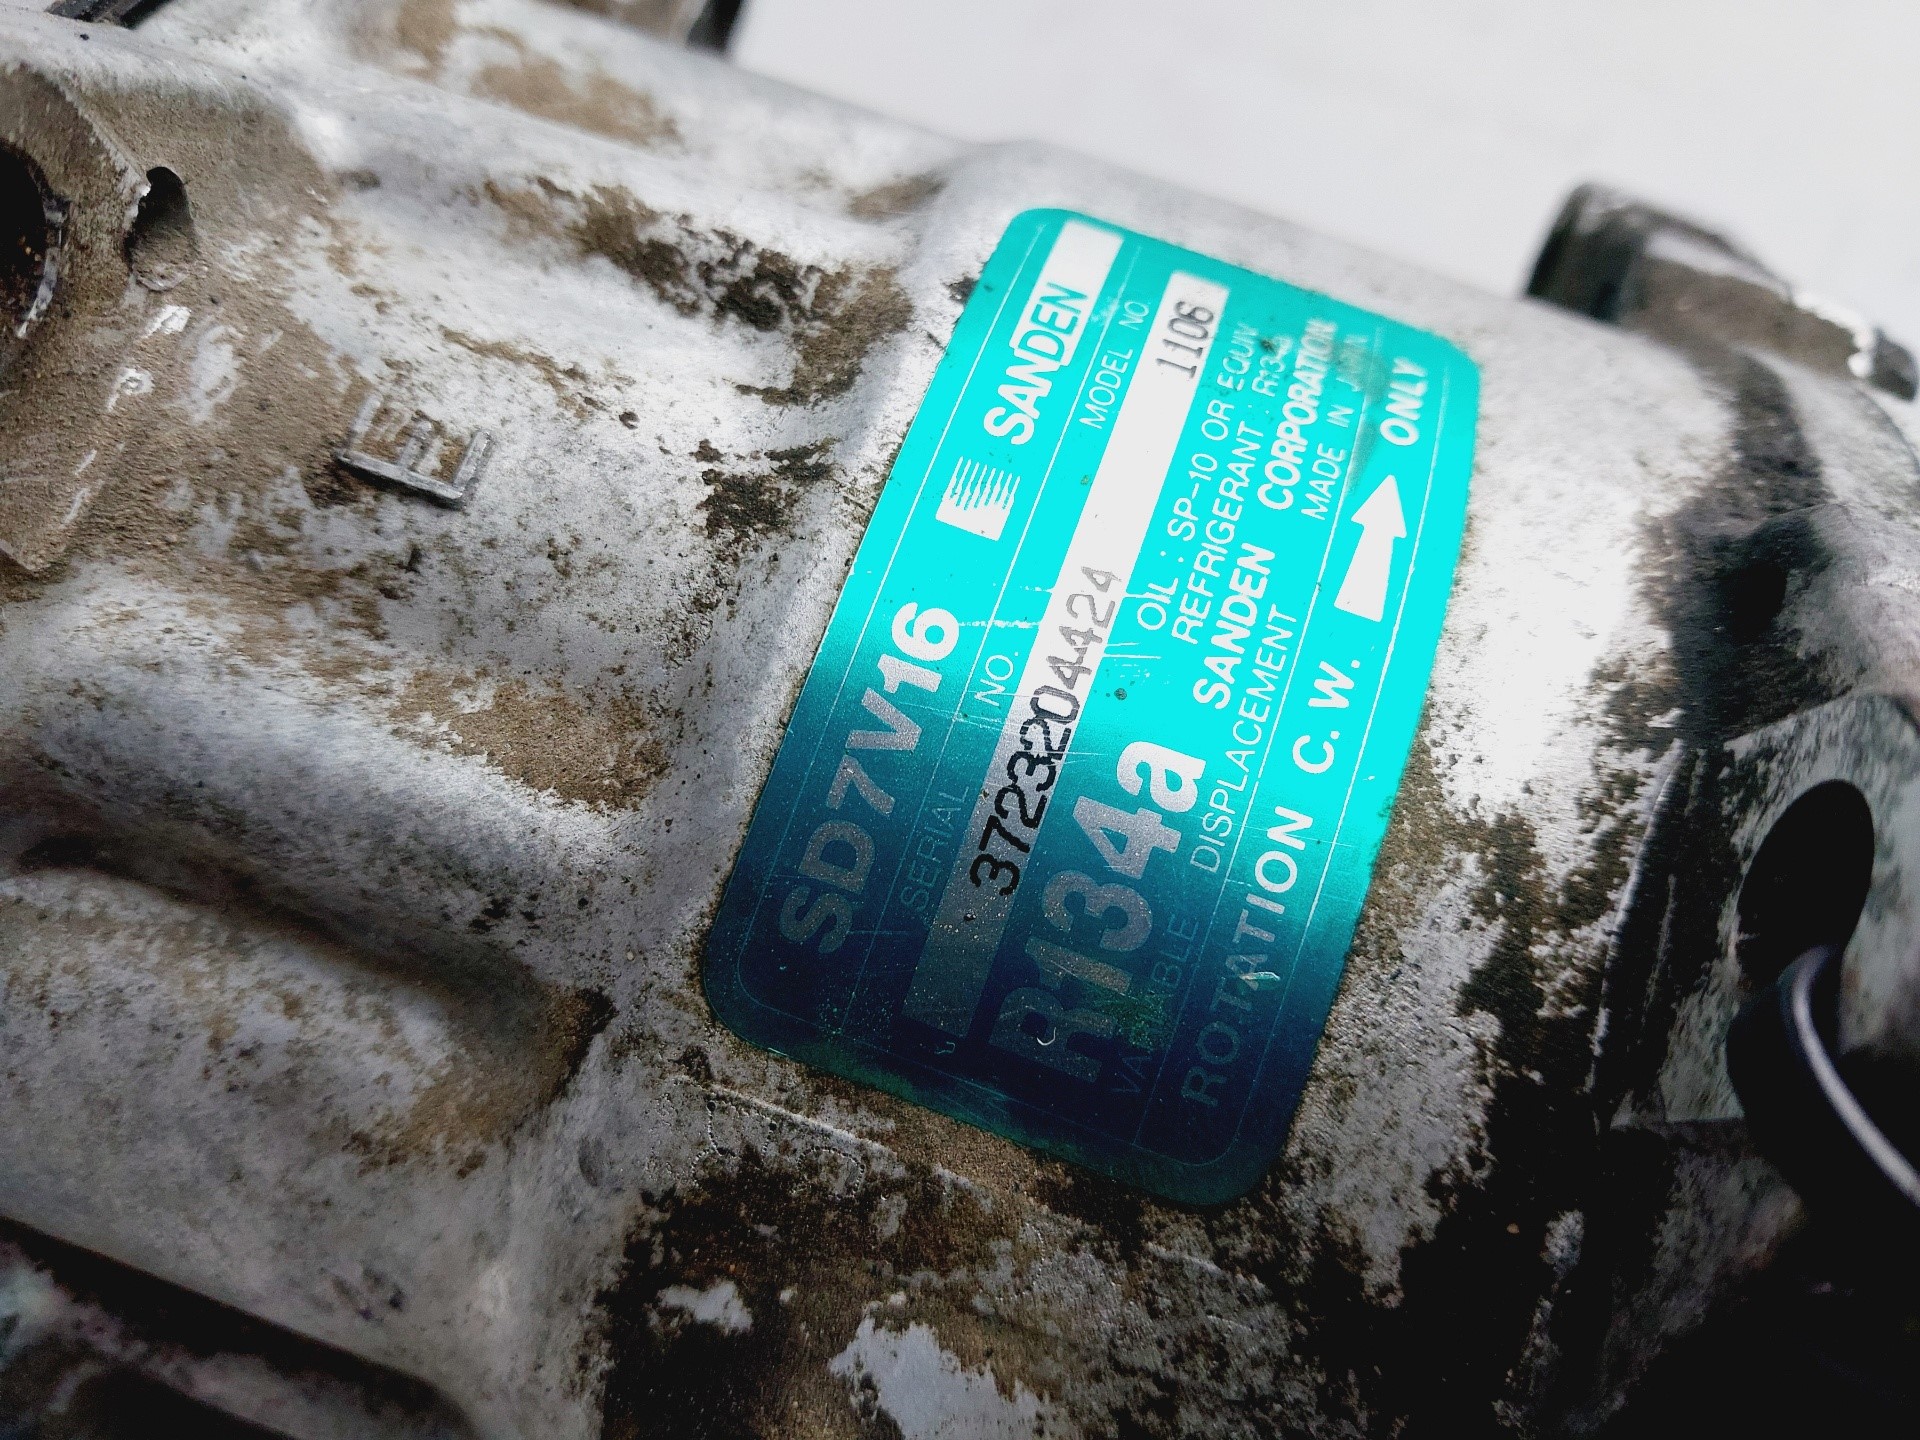 SD7V16 SANDEN
SERIAL NO. MODEL NO.
3723204424 1106
R134a
OIL : SP-10 OR EQUIV
REFRIGERANT : R134a
SANDEN CORPORATION
VARIABLE DISPLACEMENT MADE IN JAPAN
ROTATION C.W. ONLY
E